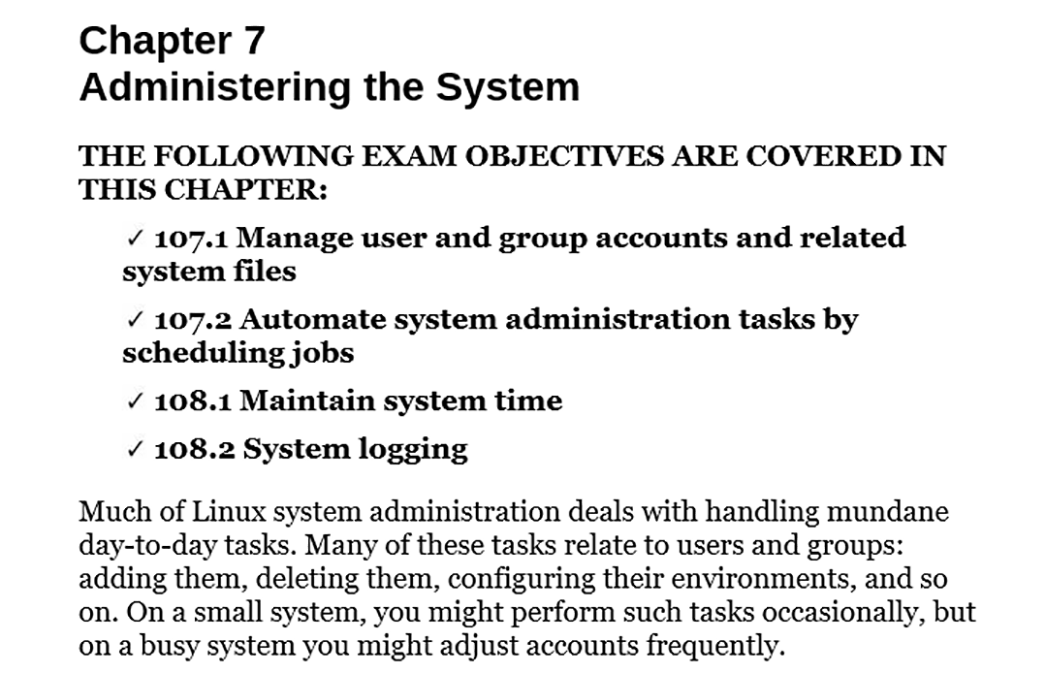 Chapter 7
Administering the System
THE FOLLOWING EXAM OBJECTIVES ARE COVERED IN
THIS CHAPTER:
✓ 107.1 Manage user and group accounts and related
system files
✓ 107.2 Automate system administration tasks by
scheduling jobs
✓ 108.1 Maintain system time
✓ 108.2 System logging
Much of Linux system administration deals with handling mundane
day-to-day tasks. Many of these tasks relate to users and groups:
adding them, deleting them, configuring their environments, and so
on. On a small system, you might perform such tasks occasionally, but
on a busy system you might adjust accounts frequently.